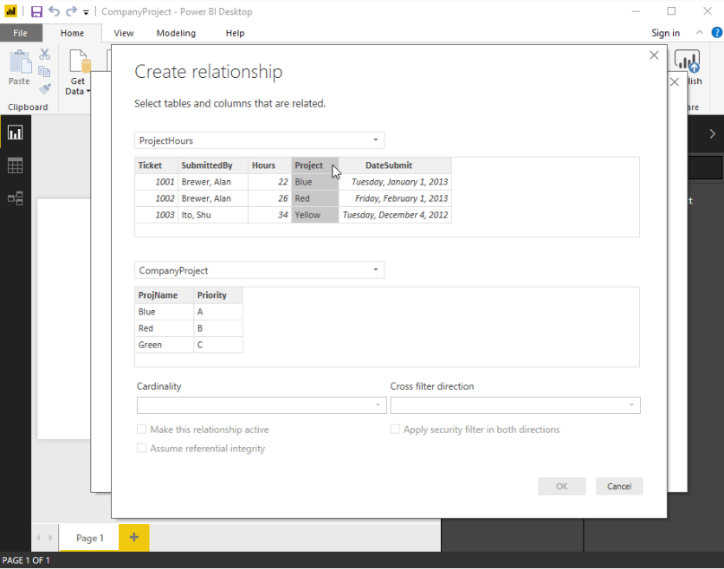 CompanyProject - Power BI Desktop
File Home View Modeling Help Sign in
Paste Get Data
Clipboard
Create relationship
Select tables and columns that are related.
ProjectHours
Ticket SubmittedBy Hours Project DateSubmit
1001 Brewer, Alan 22 Blue Tuesday, January 1, 2013
1002 Brewer, Alan 26 Red Friday, February 1, 2013
1003 Ito, Shu 34 Yellow Tuesday, December 4, 2012
CompanyProject
ProjName Priority
Blue A
Red B
Green C
Cardinality Cross filter direction
Make this relationship active Apply security filter in both directions
Assume referential integrity
OK Cancel
Page 1
PAGE 1 OF 1